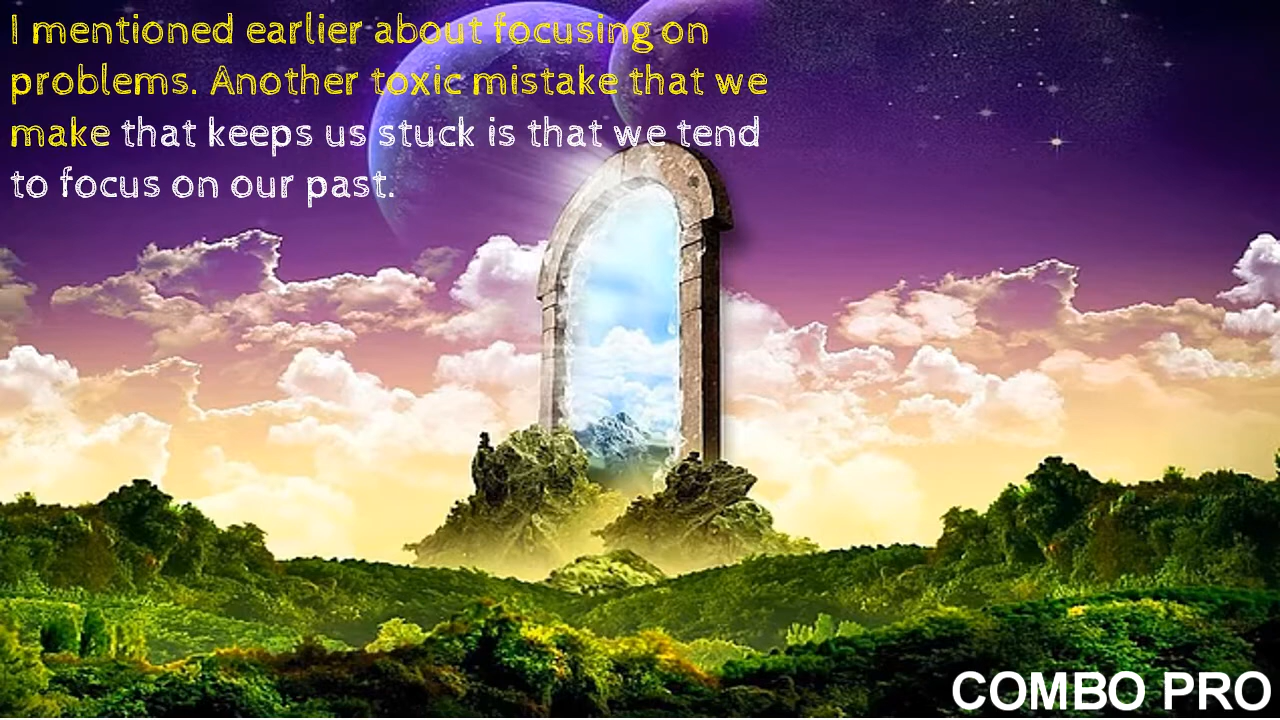 I mentioned earlier about focusing on
problems. Another toxic mistake that we
make that keeps us stuck is that we tend
to focus on our past.
COMBO PRO